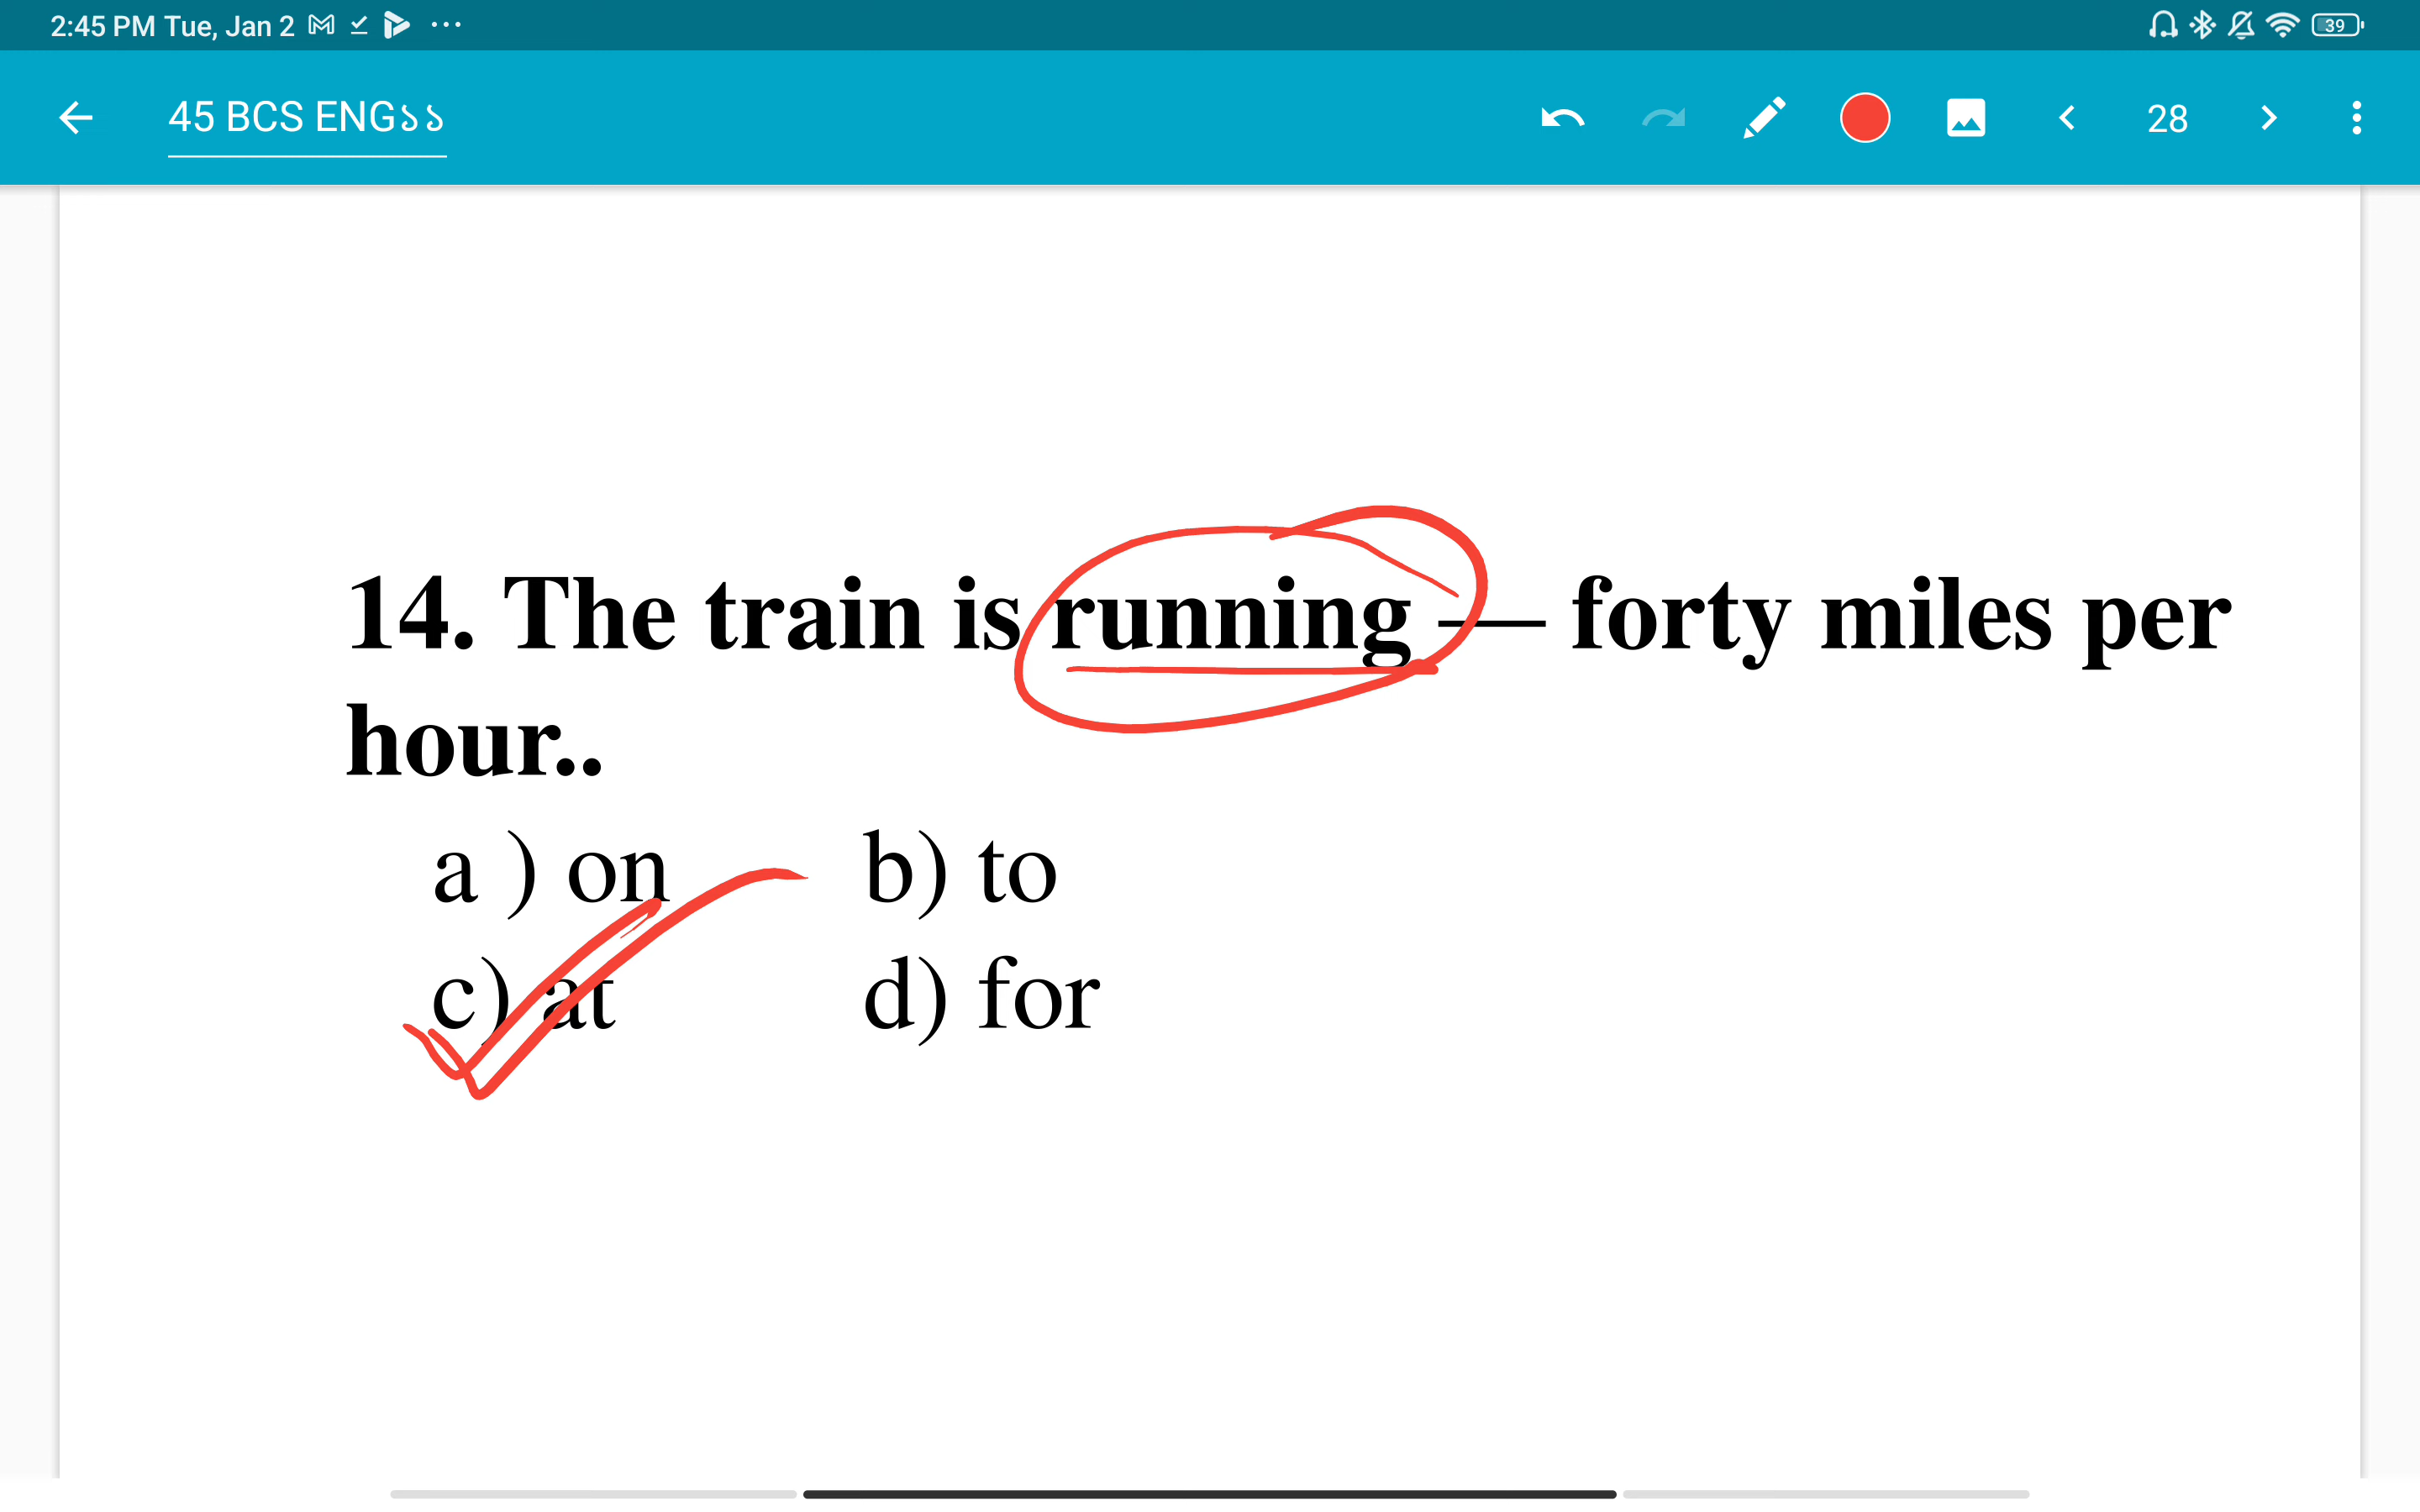 2:45 PM Tue, Jan 2
39
45 BCS ENG১১
28
14. The train is running — forty miles per
hour..
a ) on b) to
c) at d) for